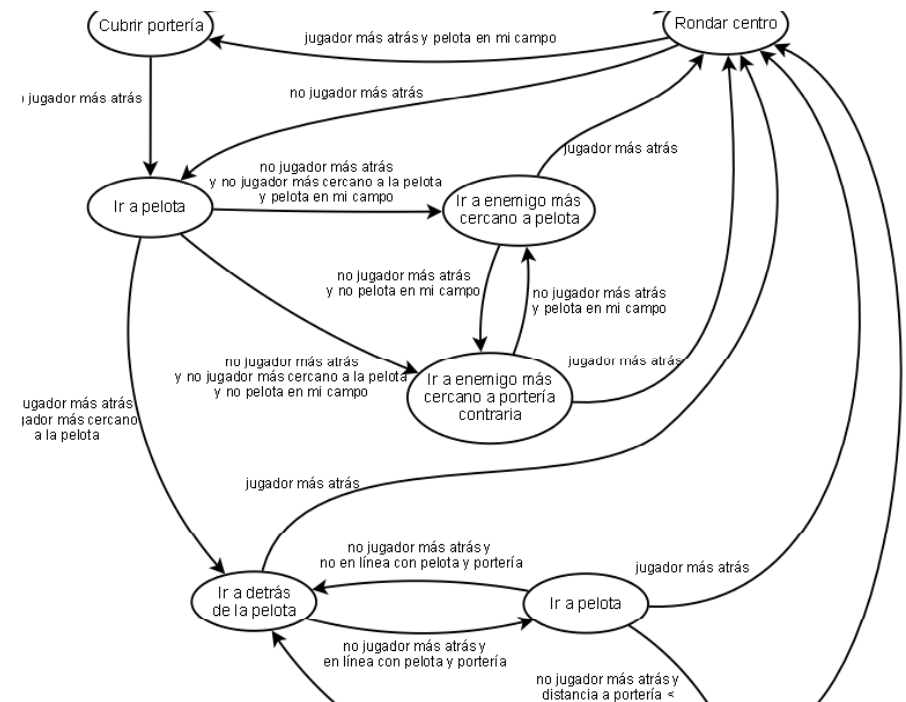 Cubrir portería
Rondar centro
jugador más atrás y pelota en mi campo
jugador más atrás
no jugador más atrás
no jugador más atrás
y no jugador más cercano a la pelota
y pelota en mi campo
jugador más atrás
Ir a pelota
Ir a enemigo más
cercano a pelota
no jugador más atrás
y no pelota en mi campo
no jugador más atrás
y pelota en mi campo
no jugador más atrás
y no jugador más cercano a la pelota
y no pelota en mi campo
Ir a enemigo más
cercano a portería
contraria
jugador más atrás
más atrás
más cercano
a la pelota
jugador más atrás
no jugador más atrás y
no en línea con pelota y portería
jugador más atrás
Ir a detrás
de la pelota
Ir a pelota
no jugador más atrás y
en línea con pelota y portería
no jugador más atrás y
distancia a portería <